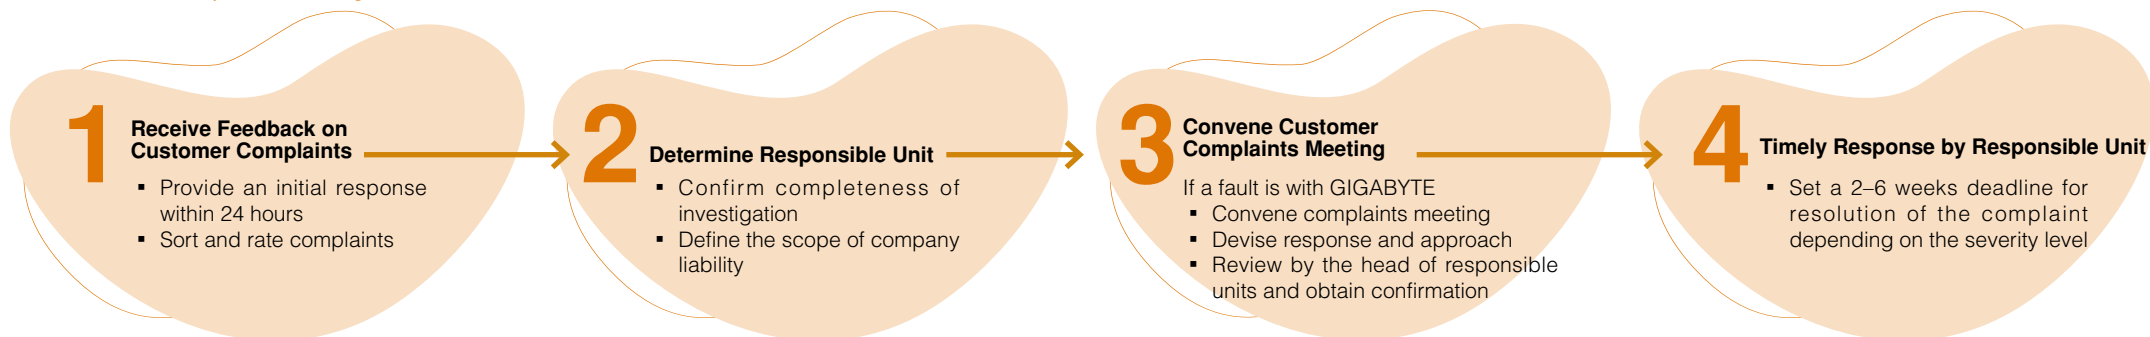 1
Receive Feedback on
Customer Complaints
▪ Provide an initial response
within 24 hours
▪ Sort and rate complaints
2
Determine Responsible Unit
▪ Confirm completeness of
investigation
▪ Define the scope of company
liability
3
Convene Customer
Complaints Meeting
If a fault is with GIGABYTE
▪ Convene complaints meeting
▪ Devise response and approach
▪ Review by the head of responsible
units and obtain confirmation
4
Timely Response by Responsible Unit
▪ Set a 2–6 weeks deadline for
resolution of the complaint
depending on the severity level